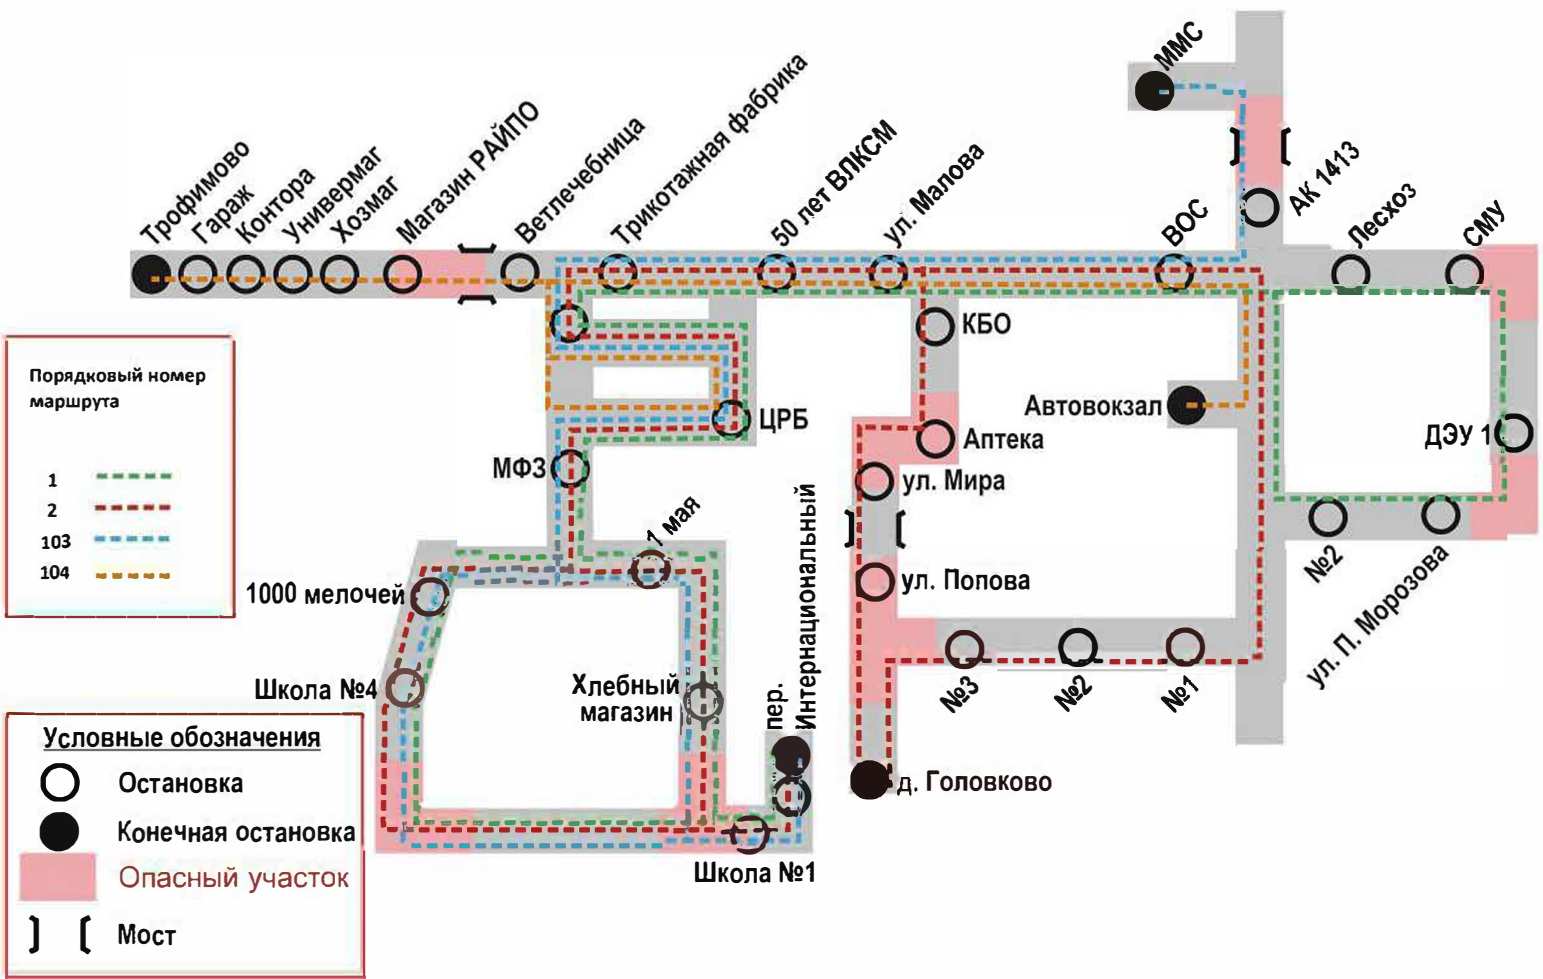 ММС
АК 1413
Трофимово
Гараж
Контора
Универмаг
Хозмаг
Магазин РАЙПО
Ветлечебница
Трикотажная фабрика
50 лет ВЛКСМ
ул. Малова
ВОС
Лесхоз
СМУ
КБО
Автовокзал
ЦРБ
Аптека
ДЭУ 1
МФЗ
ул. Мира
1 мая
пер.
Интернациональный
№2
ул. П. Морозова
1000 мелочей
ул. Попова
Школа №4
Хлебный
магазин
№3
№2
№1
д. Головково
Школа №1
Порядковый номер
маршрута
1
2
103
104
Условные обозначения
Остановка
Конечная остановка
Опасный участок
Мост